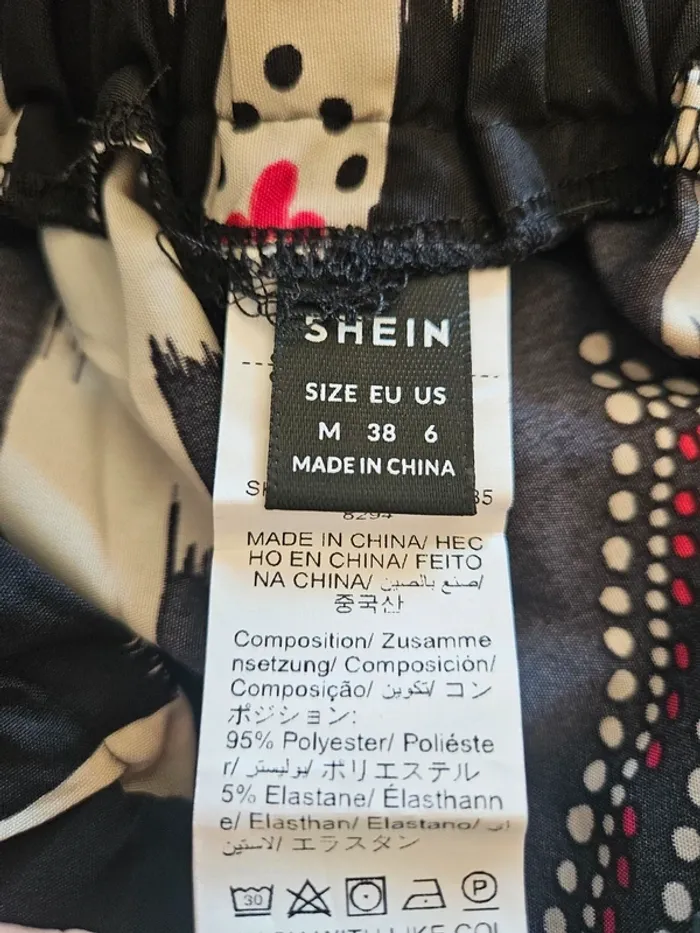 SHEIN
SIZE EU US
M 38 6
MADE IN CHINA
MADE IN CHINA/ HEC
HO EN CHINA/ FEITO
NA CHINA/ صنع بالصين/
중국산
Composition/ Zusamme
nsetzung/ Composición/
Composição/ تكوين/ コン
ポジション:
95% Polyester/ Poliéste
r/ بوليستر/ ポリエステル
5% Elastane/ Élasthann
e/ Elasthan/ Elastano/
لاستين/ エラスタン
30
P